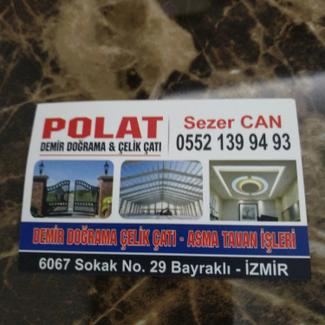 POLAT
DEMİR DOĞRAMA & ÇELİK ÇATI
Sezer CAN
0552 139 94 93
DEMİR DOĞRAMA ÇELİK ÇATI - ASMA TAVAN İŞLERİ
6067 Sokak No. 29 Bayraklı - İZMİR